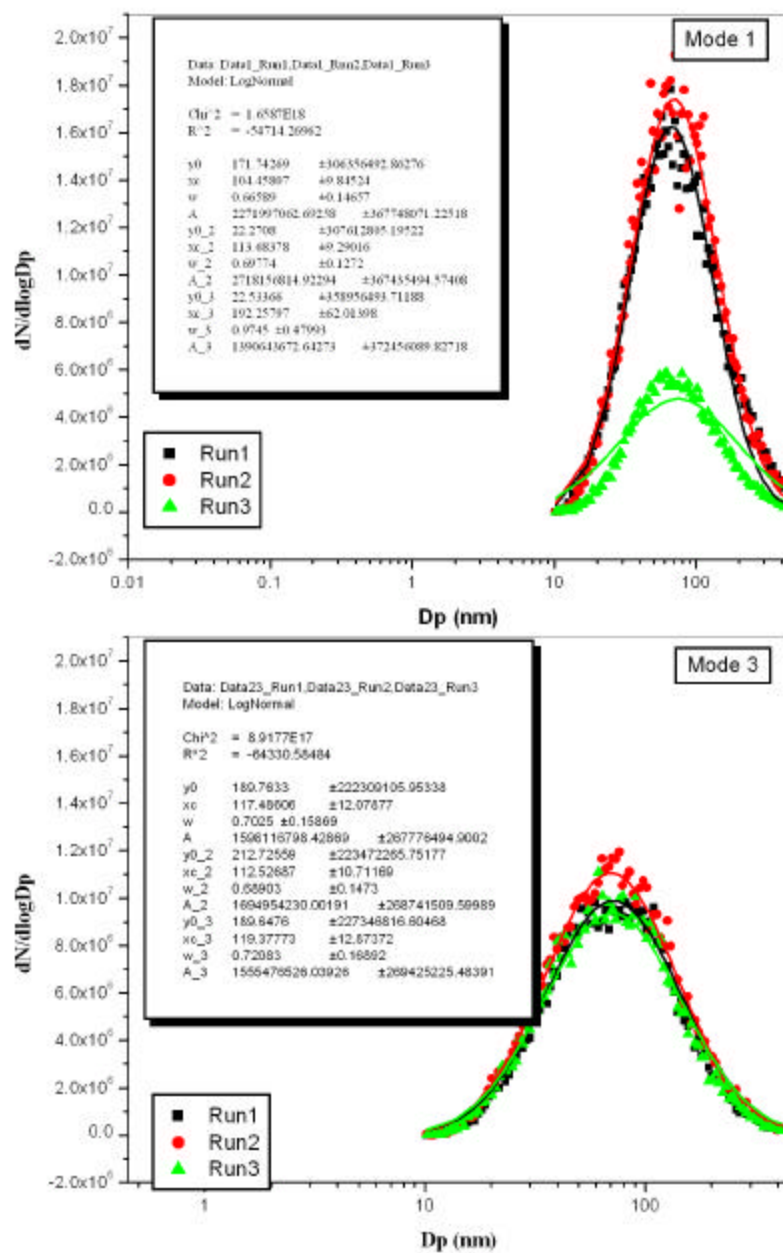 Mode 1
Data: Data1_Run1,Data1_Run2,Data1_Run3
Model: LogNormal
Chi^2 = 1.6587E18
R^2 = -54714.26962
y0 171.74269 ±306356492.86276
xc 104.45807 ±9.84524
w 0.66589 ±0.14657
A 2271997062.69258 ±367748071.22518
y0_2 22.2708 ±307612805.19522
xc_2 113.68378 ±9.29016
w_2 0.69774 ±0.1272
A_2 2718156814.92294 ±367435494.57408
y0_3 22.53366 ±358956493.71188
xc_3 192.25797 ±62.01398
w_3 0.9745 ±0.47993
A_3 1390643672.64273 ±372456089.82718
2.0x10^7
1.8x10^7
1.6x10^7
1.4x10^7
1.2x10^7
1.0x10^7
8.0x10^6
6.0x10^6
4.0x10^6
2.0x10^6
0.0
-2.0x10^6
dN/dlogDp
Run1
Run2
Run3
0.01 0.1 1 10 100
Dp (nm)
Mode 3
Data: Data23_Run1,Data23_Run2,Data23_Run3
Model: LogNormal
Chi^2 = 8.9177E17
R^2 = -64330.58484
y0 189.7633 ±222309105.95338
xc 117.48606 ±12.07877
w 0.7025 ±0.15869
A 1598116798.42869 ±267776494.9002
y0_2 212.72559 ±223472265.75177
xc_2 112.52687 ±10.71169
w_2 0.68903 ±0.1473
A_2 1694954230.00191 ±268741509.59989
y0_3 189.6476 ±227346816.60468
xc_3 119.37773 ±12.87372
w_3 0.72083 ±0.16892
A_3 1555476526.03926 ±269425225.48391
2.0x10^7
1.8x10^7
1.6x10^7
1.4x10^7
1.2x10^7
1.0x10^7
8.0x10^6
6.0x10^6
4.0x10^6
2.0x10^6
0.0
-2.0x10^6
dN/dlogDp
Run1
Run2
Run3
1 10 100
Dp (nm)